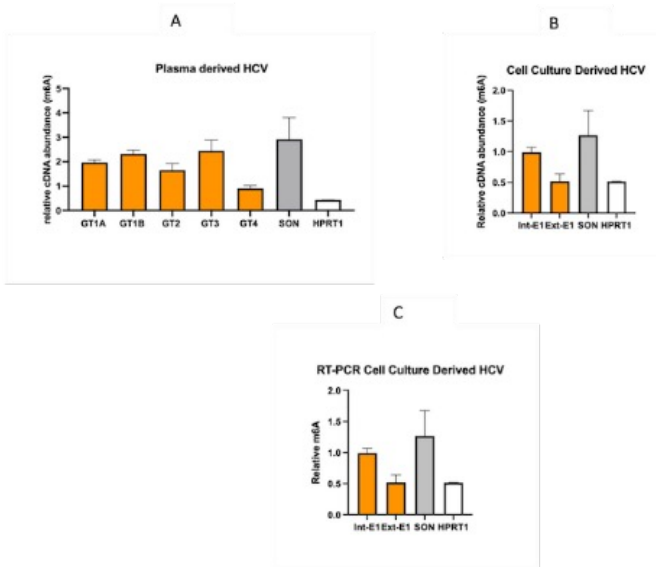 A
Plasma derived HCV
relative cDNA abundance (m6A)
5
4
3
2
1
0
GT1A GT1B GT2 GT3 GT4 SON HPRT1
B
Cell Culture Derived HCV
Relative cDNA abundance (m6A)
2.0
1.5
1.0
0.5
0.0
Int-E1 Ext-E1 SON HPRT1
C
RT-PCR Cell Culture Derived HCV
Relative m6A
2.0
1.5
1.0
0.5
0.0
Int-E1 Ext-E1 SON HPRT1